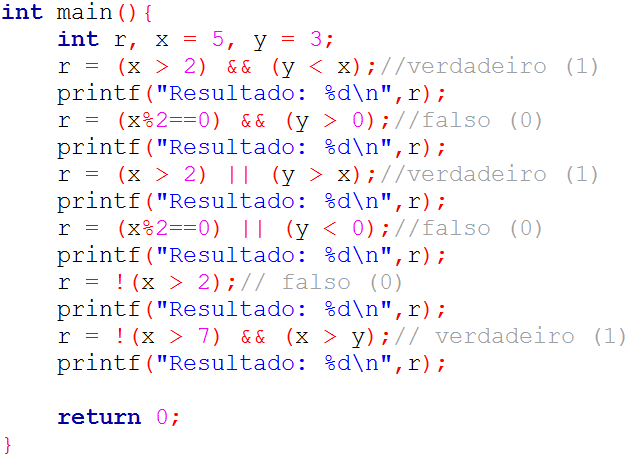 int main(){
int r, x = 5, y = 3;
r = (x > 2) && (y < x);//verdadeiro (1)
printf("Resultado: %d\n",r);
r = (x%2==0) && (y > 0);//falso (0)
printf("Resultado: %d\n",r);
r = (x > 2) || (y > x);//verdadeiro (1)
printf("Resultado: %d\n",r);
r = (x%2==0) || (y < 0);//falso (0)
printf("Resultado: %d\n",r);
r = !(x > 2);// falso (0)
printf("Resultado: %d\n",r);
r = !(x > 7) && (x > y);// verdadeiro (1)
printf("Resultado: %d\n",r);
return 0;
}